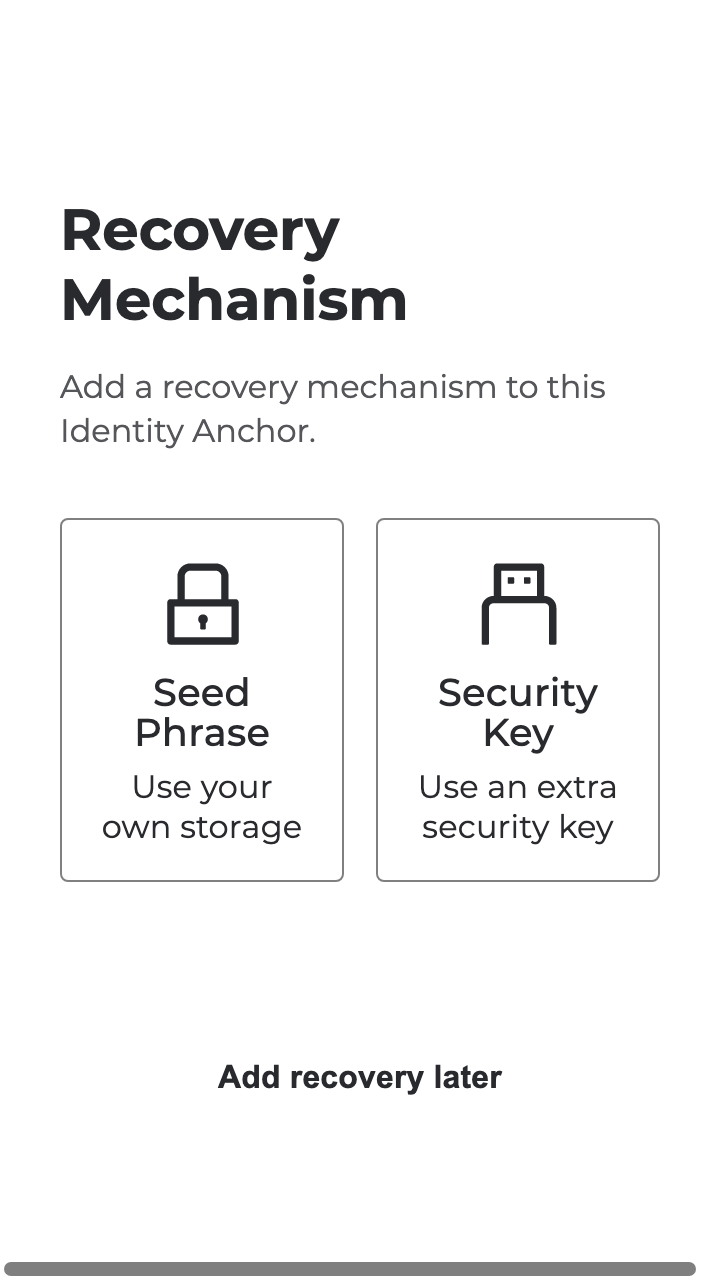 Recovery
Mechanism
Add a recovery mechanism to this
Identity Anchor.
Seed
Phrase
Use your
own storage
Security
Key
Use an extra
security key
Add recovery later